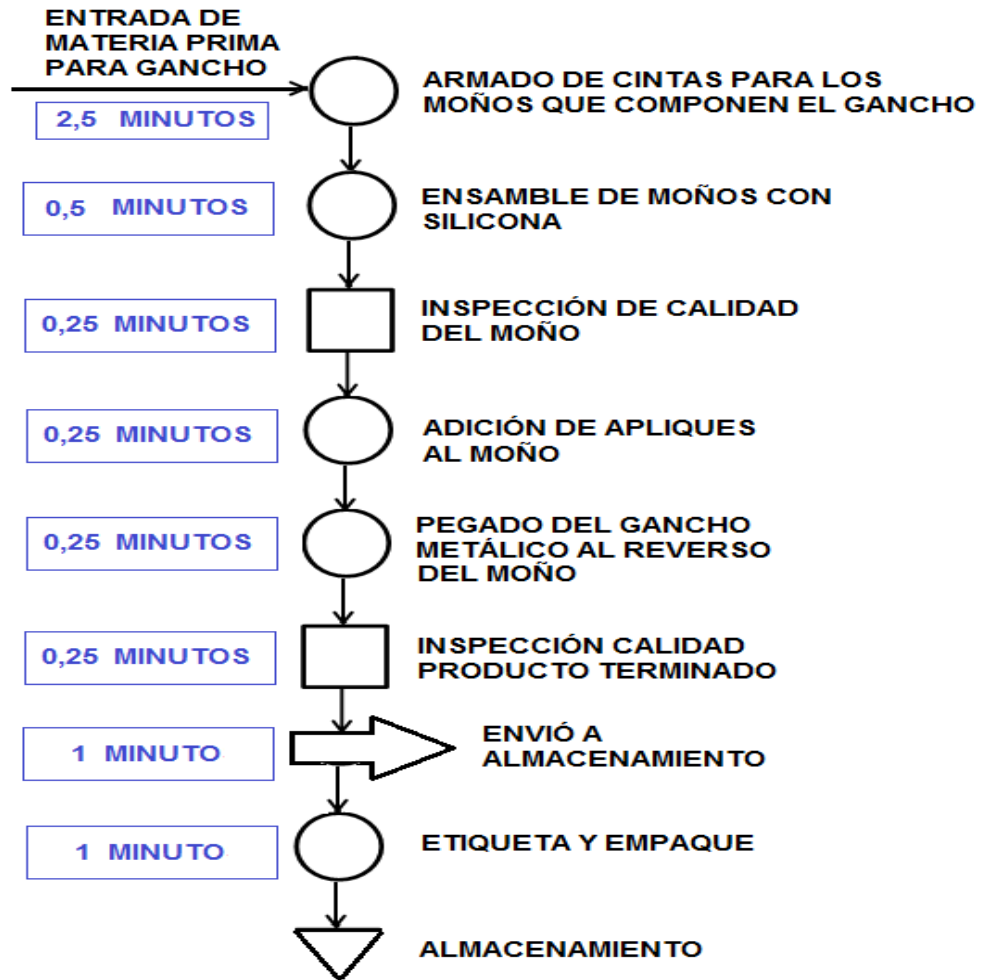 ENTRADA DE
MATERIA PRIMA
PARA GANCHO
2,5 MINUTOS
ARMADO DE CINTAS PARA LOS
MOÑOS QUE COMPONEN EL GANCHO
0,5 MINUTOS
ENSAMBLE DE MOÑOS CON
SILICONA
0,25 MINUTOS
INSPECCIÓN DE CALIDAD
DEL MOÑO
0,25 MINUTOS
ADICIÓN DE APLIQUES
AL MOÑO
0,25 MINUTOS
PEGADO DEL GANCHO
METÁLICO AL REVERSO
DEL MOÑO
0,25 MINUTOS
INSPECCIÓN CALIDAD
PRODUCTO TERMINADO
1 MINUTO
ENVIÓ A
ALMACENAMIENTO
1 MINUTO
ETIQUETA Y EMPAQUE
ALMACENAMIENTO